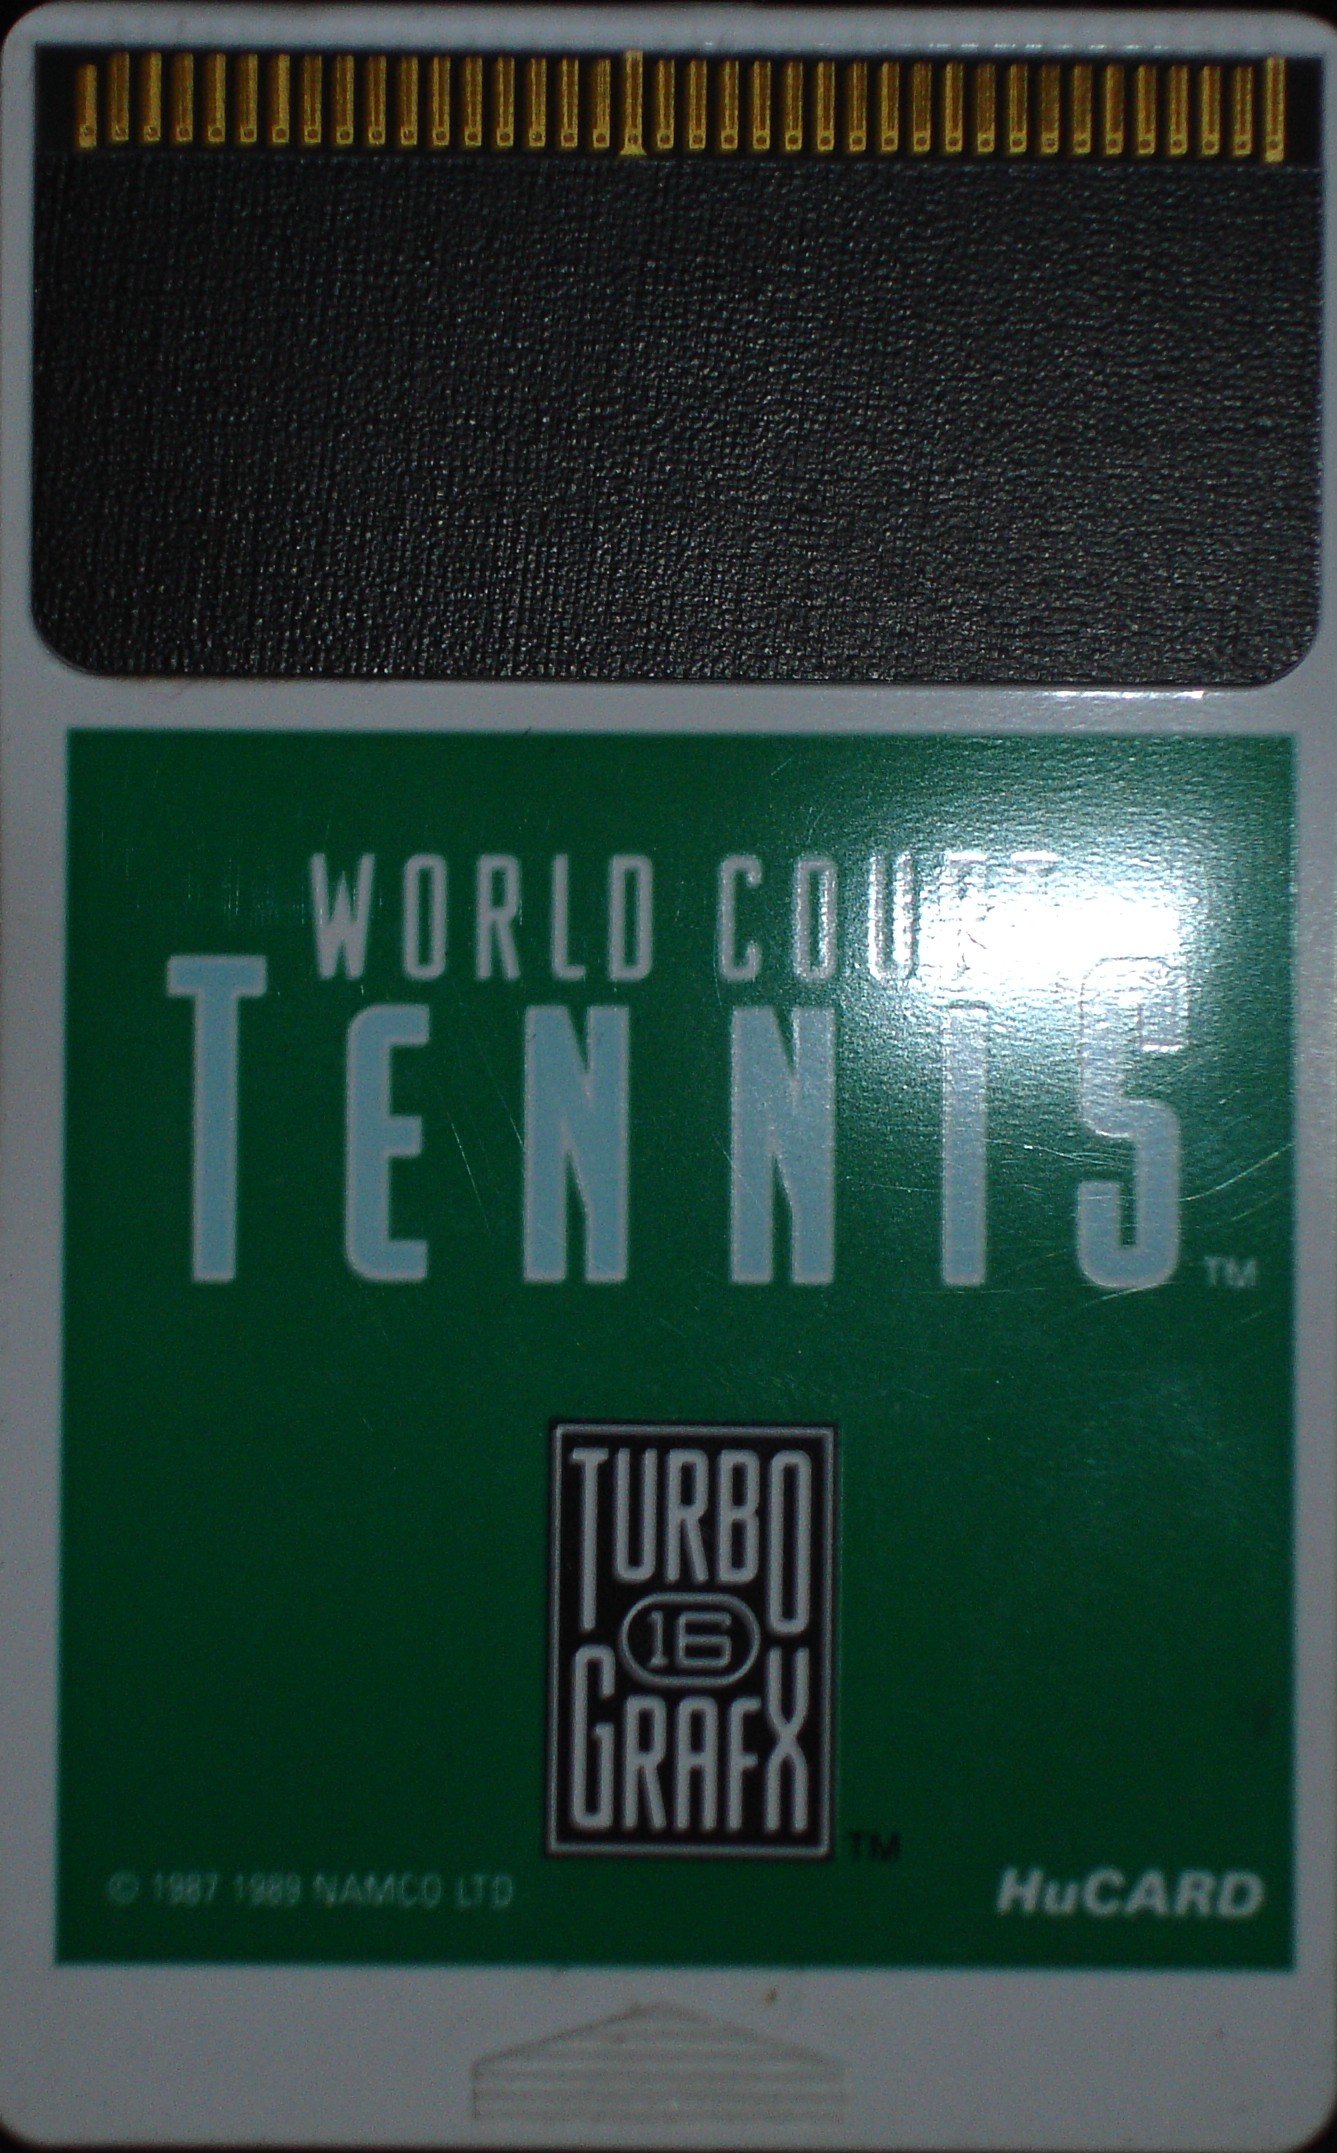 WORLD COURT
TENNIS TM
TURBO
16
GRAFX TM
© 1987 1989 NAMCO LTD
HuCARD